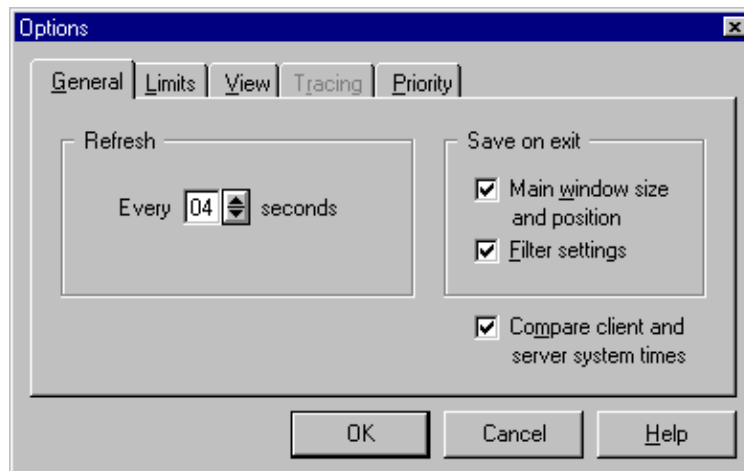 Options
General Limits View Tracing Priority
Refresh
Every 04 seconds
Save on exit
Main window size
and position
Filter settings
Compare client and
server system times
OK Cancel Help